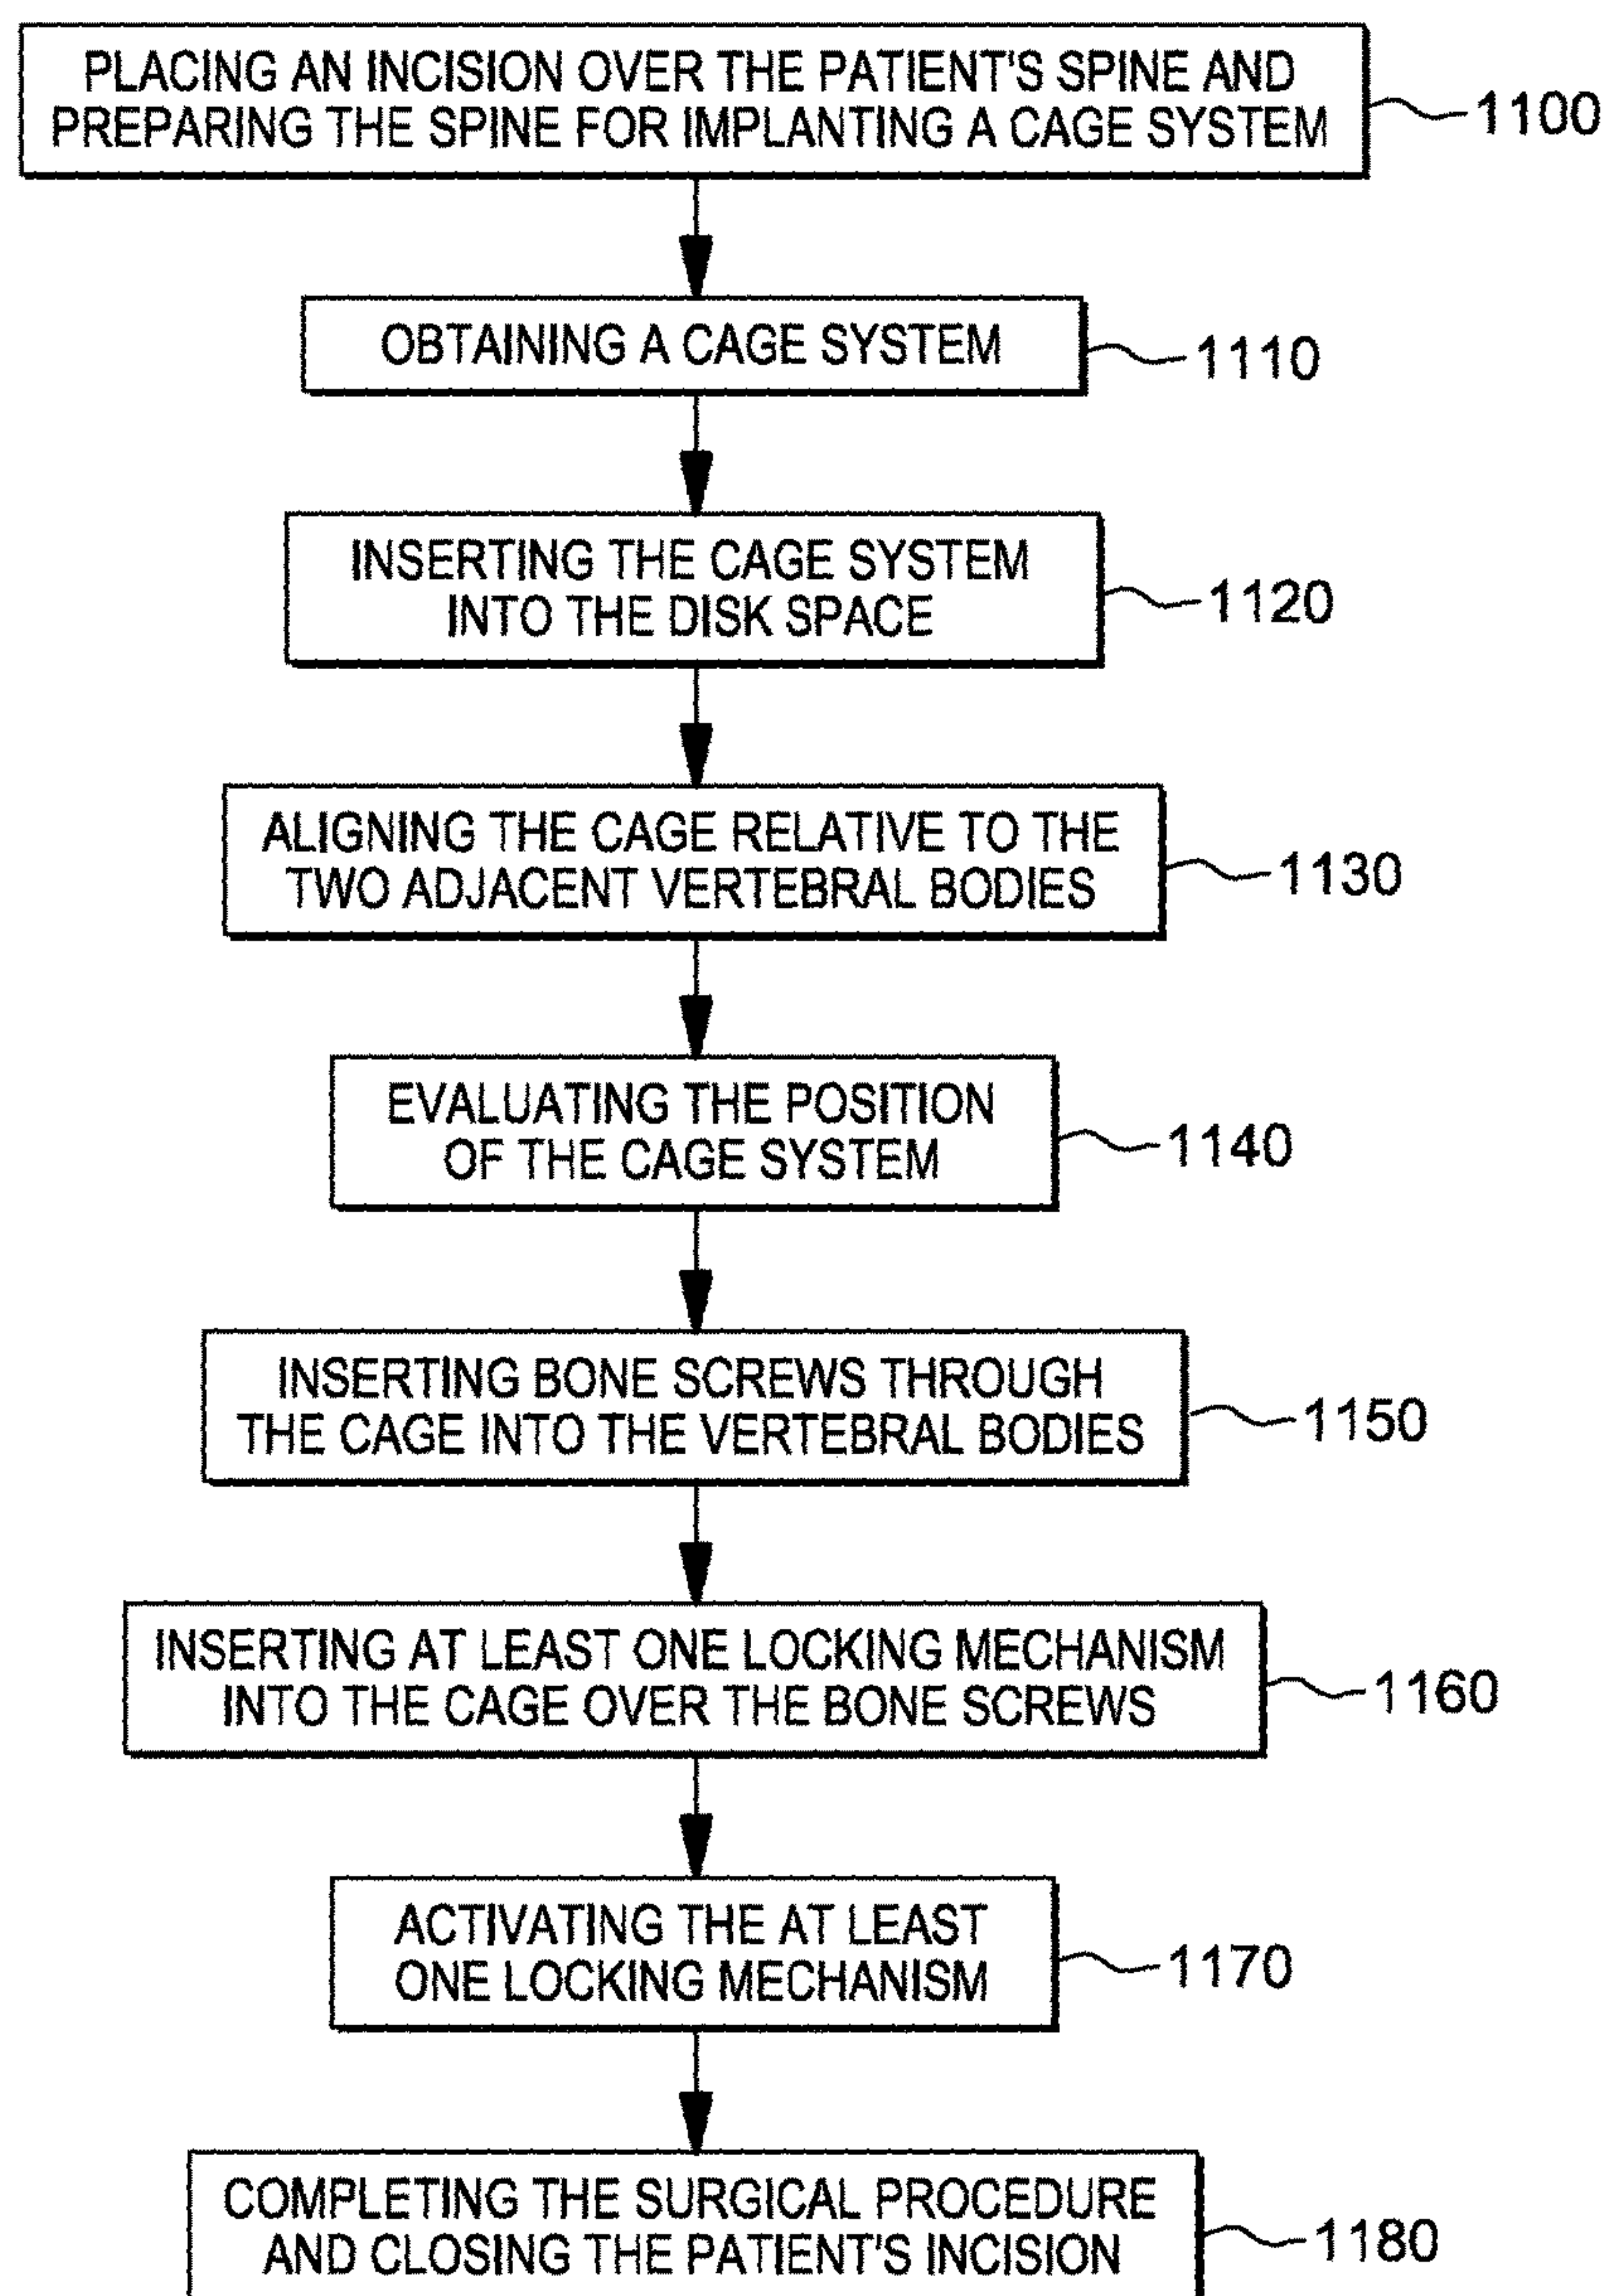 PLACING AN INCISION OVER THE PATIENT'S SPINE AND
PREPARING THE SPINE FOR IMPLANTING A CAGE SYSTEM
1100
OBTAINING A CAGE SYSTEM
1110
INSERTING THE CAGE SYSTEM
INTO THE DISK SPACE
1120
ALIGNING THE CAGE RELATIVE TO THE
TWO ADJACENT VERTEBRAL BODIES
1130
EVALUATING THE POSITION
OF THE CAGE SYSTEM
1140
INSERTING BONE SCREWS THROUGH
THE CAGE INTO THE VERTEBRAL BODIES
1150
INSERTING AT LEAST ONE LOCKING MECHANISM
INTO THE CAGE OVER THE BONE SCREWS
1160
ACTIVATING THE AT LEAST
ONE LOCKING MECHANISM
1170
COMPLETING THE SURGICAL PROCEDURE
AND CLOSING THE PATIENT'S INCISION
1180